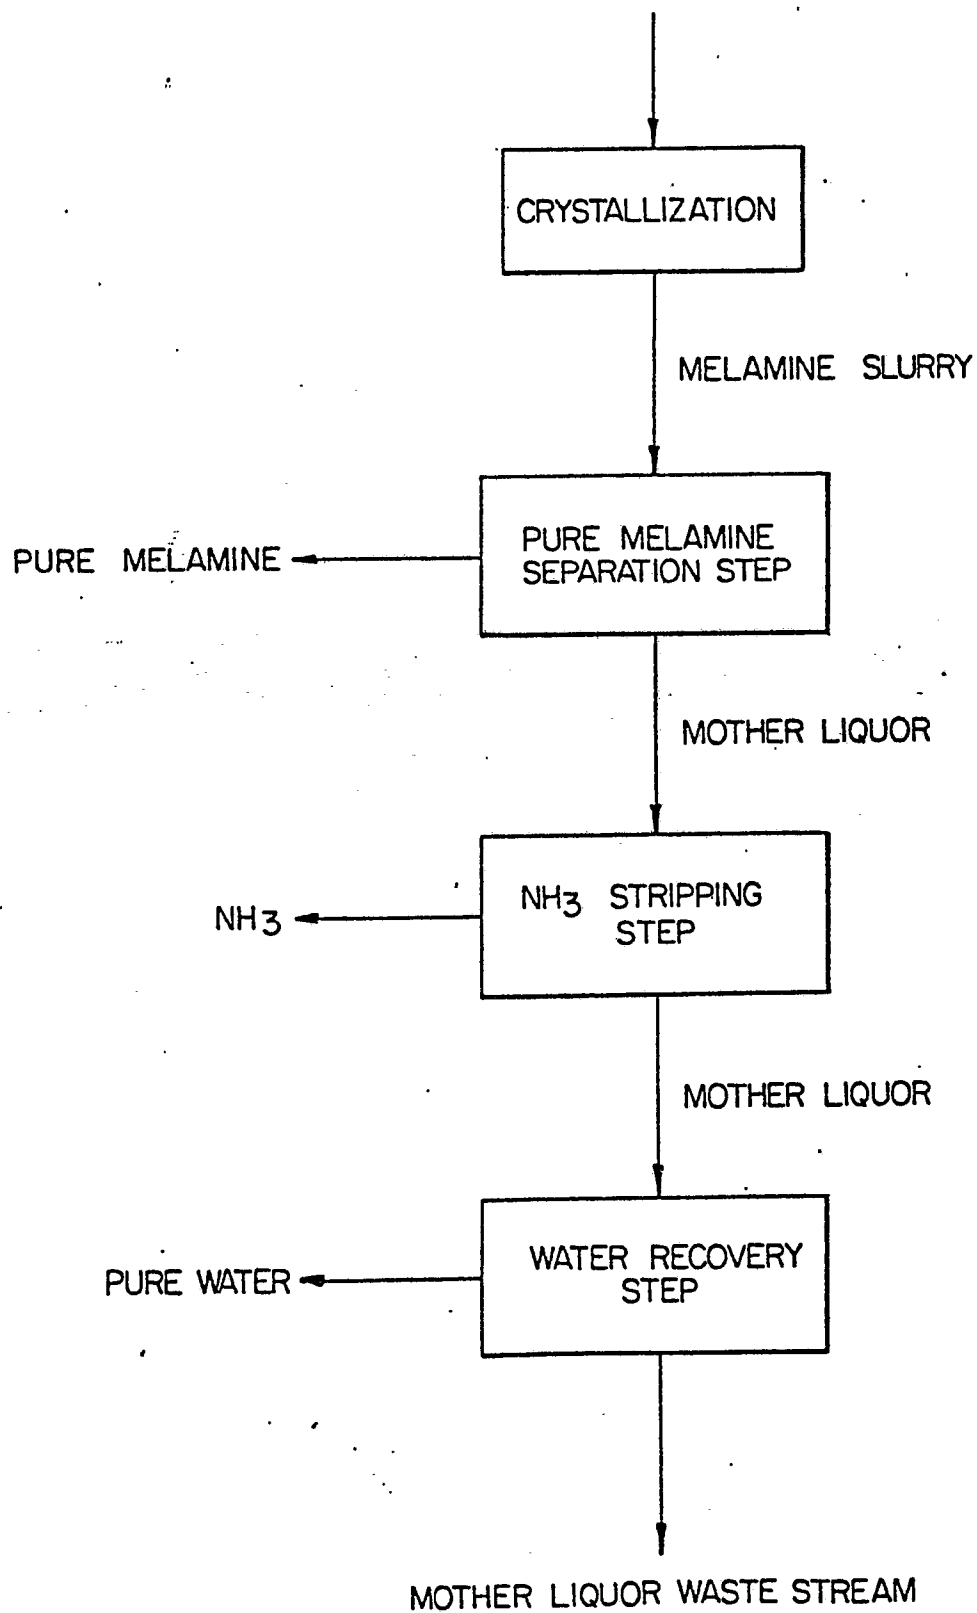 CRYSTALLIZATION
MELAMINE SLURRY
PURE MELAMINE
PURE MELAMINE
SEPARATION STEP
MOTHER LIQUOR
NH3
NH3 STRIPPING
STEP
MOTHER LIQUOR
PURE WATER
WATER RECOVERY
STEP
MOTHER LIQUOR WASTE STREAM